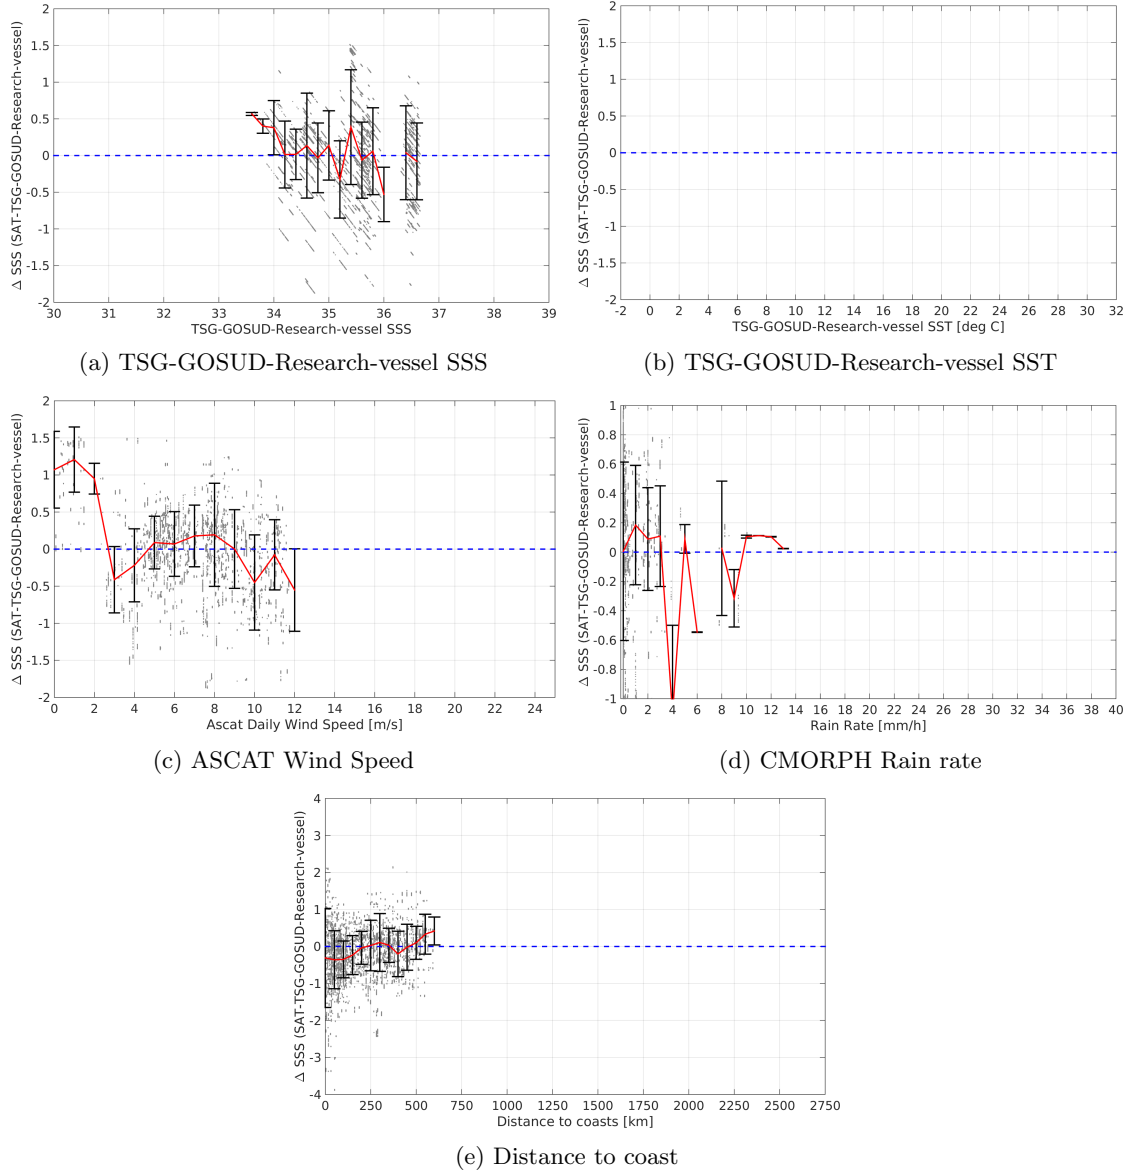 Δ SSS (SAT-TSG-GOSUD-Research-vessel)
2
1.5
1
0.5
0
-0.5
-1
-1.5
-2
30 31 32 33 34 35 36 37 38 39
TSG-GOSUD-Research-vessel SSS
(a) TSG-GOSUD-Research-vessel SSS
Δ SSS (SAT-TSG-GOSUD-Research-vessel)
2
1.5
1
0.5
0
-0.5
-1
-1.5
-2
-2 0 2 4 6 8 10 12 14 16 18 20 22 24 26 28 30 32
TSG-GOSUD-Research-vessel SST [deg C]
(b) TSG-GOSUD-Research-vessel SST
Δ SSS (SAT-TSG-GOSUD-Research-vessel)
2
1.5
1
0.5
0
-0.5
-1
-1.5
-2
0 2 4 6 8 10 12 14 16 18 20 22 24
Ascat Daily Wind Speed [m/s]
(c) ASCAT Wind Speed
Δ SSS (SAT-TSG-GOSUD-Research-vessel)
1
0.8
0.6
0.4
0.2
0
-0.2
-0.4
-0.6
-0.8
-1
0 2 4 6 8 10 12 14 16 18 20 22 24 26 28 30 32 34 36 38 40
Rain Rate [mm/h]
(d) CMORPH Rain rate
Δ SSS (SAT-TSG-GOSUD-Research-vessel)
4
3
2
1
0
-1
-2
-3
-4
0 250 500 750 1000 1250 1500 1750 2000 2250 2500 2750
Distance to coasts [km]
(e) Distance to coast